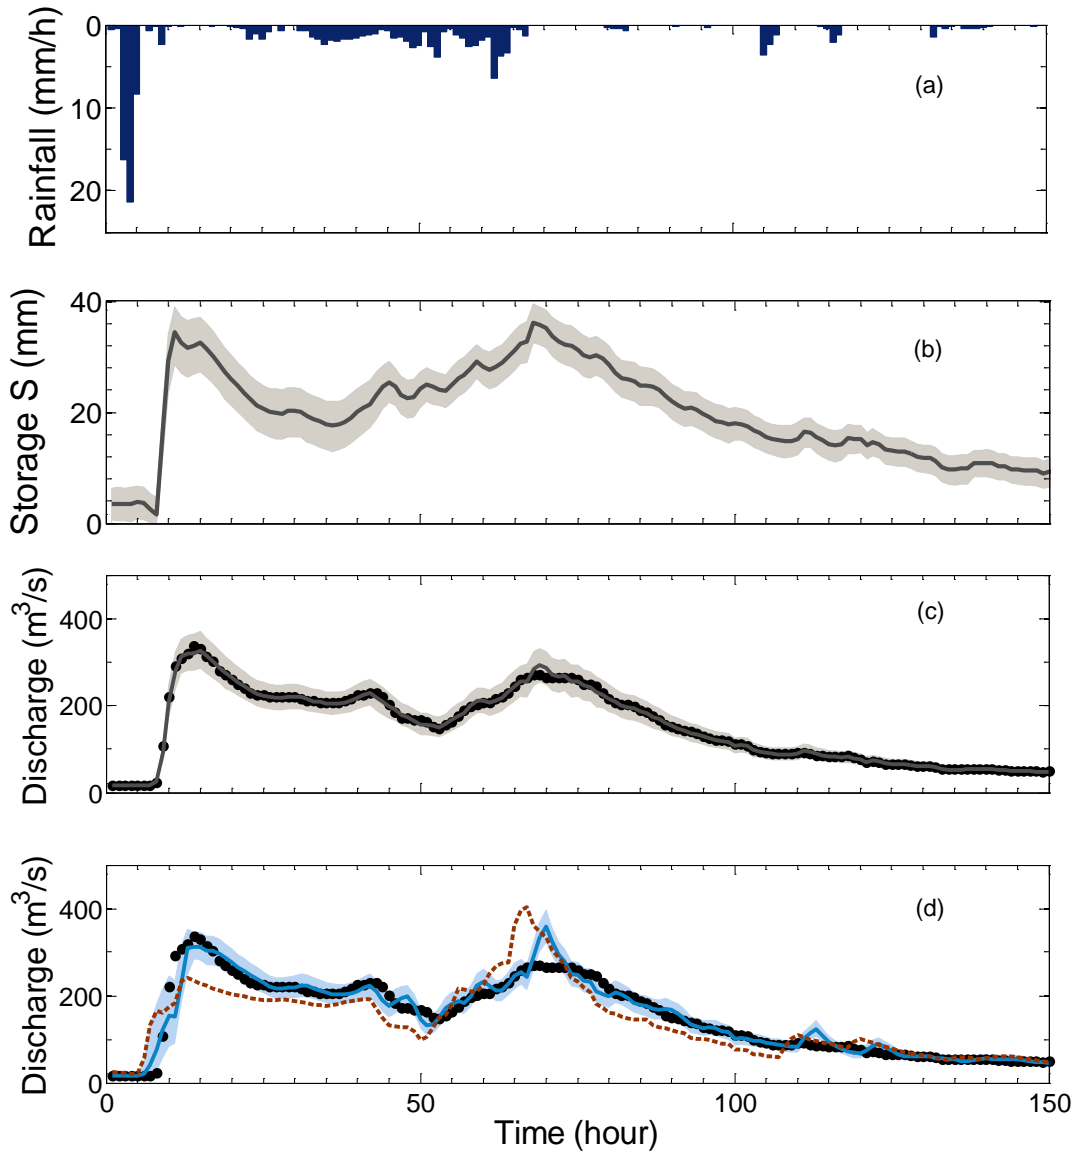 Rainfall (mm/h)
0
10
20
(a)
Storage S (mm)
40
20
0
(b)
Discharge (m³/s)
400
200
0
(c)
Discharge (m³/s)
400
200
0
(d)
0 50 100 150
Time (hour)